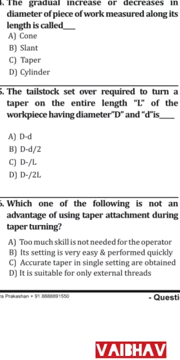 4. The gradual increase or decreases in
diameter of piece of work measured along its
length is called___
A) Cone
B) Slant
C) Taper
D) Cylinder
5. The tailstock set over required to turn a
taper on the entire length "L" of the
workpiece having diameter"D" and "d"is___
A) D-d
B) D-d/2
C) D-/L
D) D-/2L
6. Which one of the following is not an
advantage of using taper attachment during
taper turning?
A) Too much skill is not needed for the operator
B) Its setting is very easy & performed quickly
C) Accurate taper in single setting are obtained
D) It is suitable for only external threads
Prakashan + 91 8888881550
- Questi
VAIBHAV